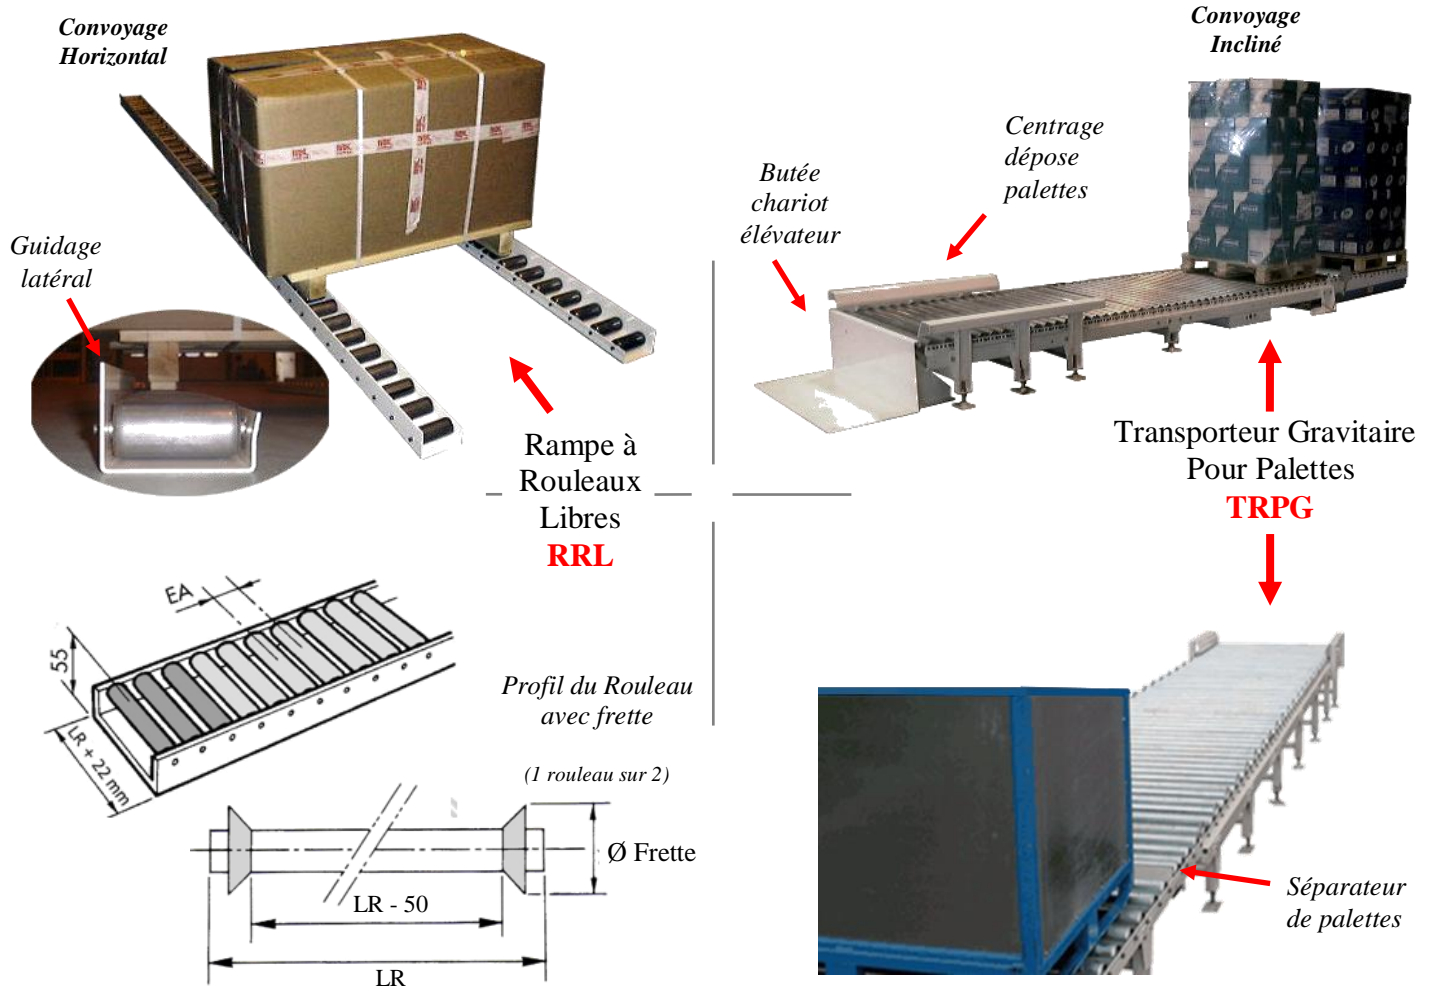 Convoyage
Horizontal
Convoyage
Incliné
Centrage
dépose
palettes
Butée
chariot
élévateur
Guidage
latéral
Rampe à
Rouleaux
Libres
RRL
Transporteur Gravitaire
Pour Palettes
TRPG
EA
55
LR + 22 mm
Profil du Rouleau
avec frette
(1 rouleau sur 2)
Ø Frette
LR - 50
LR
Séparateur
de palettes